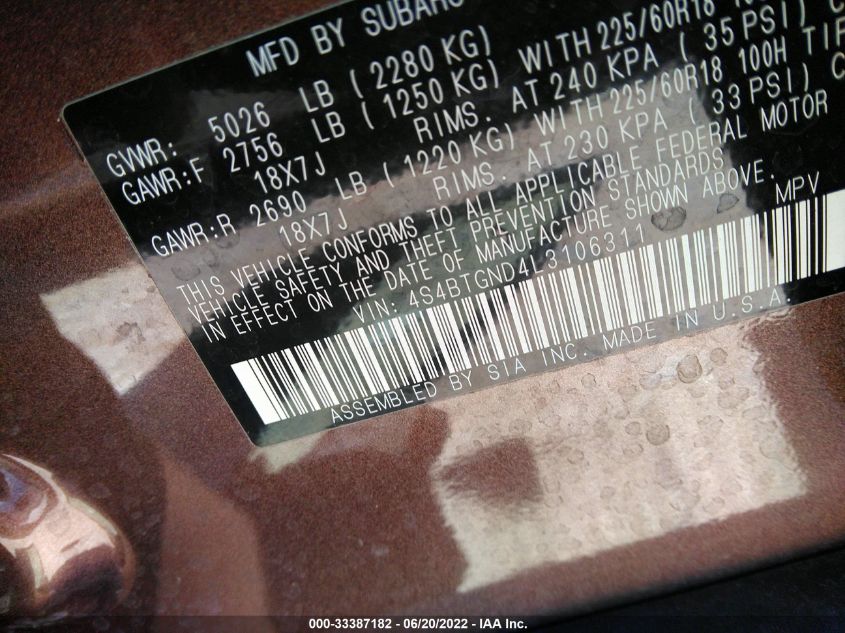 MFD BY SUBARU
GVWR: 5026 LB ( 2280 KG)
GAWR:F 2756 LB ( 1250 KG) WITH 225/60R18 100H
18X7J RIMS. AT 240 KPA ( 35 PSI) C
GAWR:R 2690 LB ( 1220 KG) WITH 225/60R18 100H TIR
18X7J RIMS. AT 230 KPA ( 33 PSI) C
THIS VEHICLE CONFORMS TO ALL APPLICABLE FEDERAL MOTOR
VEHICLE SAFETY AND THEFT PREVENTION STANDARDS
IN EFFECT ON THE DATE OF MANUFACTURE SHOWN ABOVE.
VIN: 4S4BTGND4L3106311 MPV
ASSEMBLED BY SIA INC. MADE IN U.S.A.
000-33387182 - 06/20/2022 - IAA Inc.